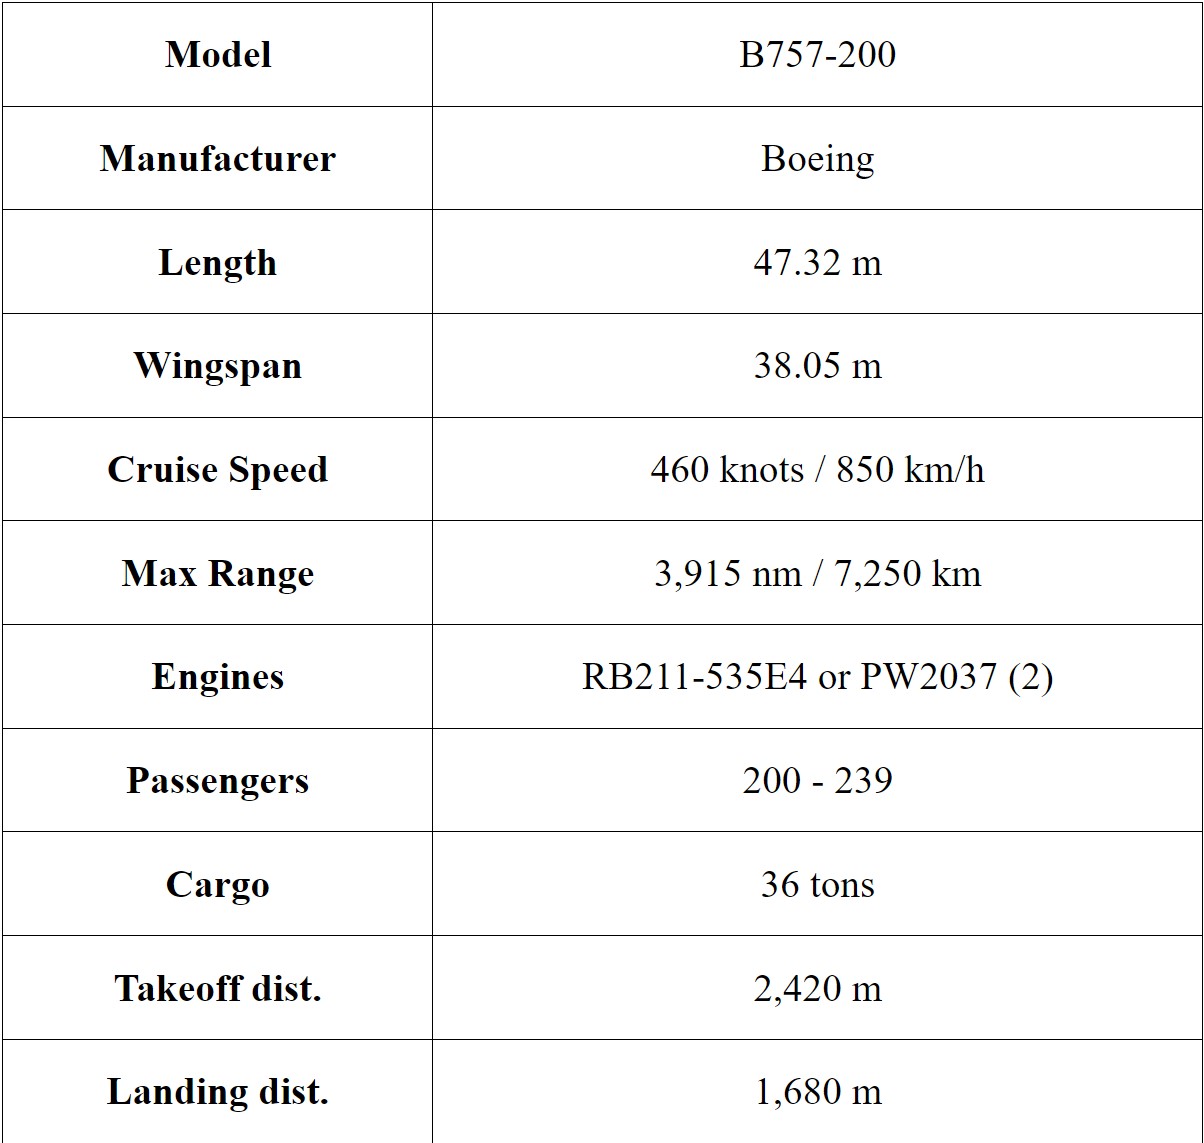 Model B757-200
Manufacturer Boeing
Length 47.32 m
Wingspan 38.05 m
Cruise Speed 460 knots / 850 km/h
Max Range 3,915 nm / 7,250 km
Engines RB211-535E4 or PW2037 (2)
Passengers 200 - 239
Cargo 36 tons
Takeoff dist. 2,420 m
Landing dist. 1,680 m